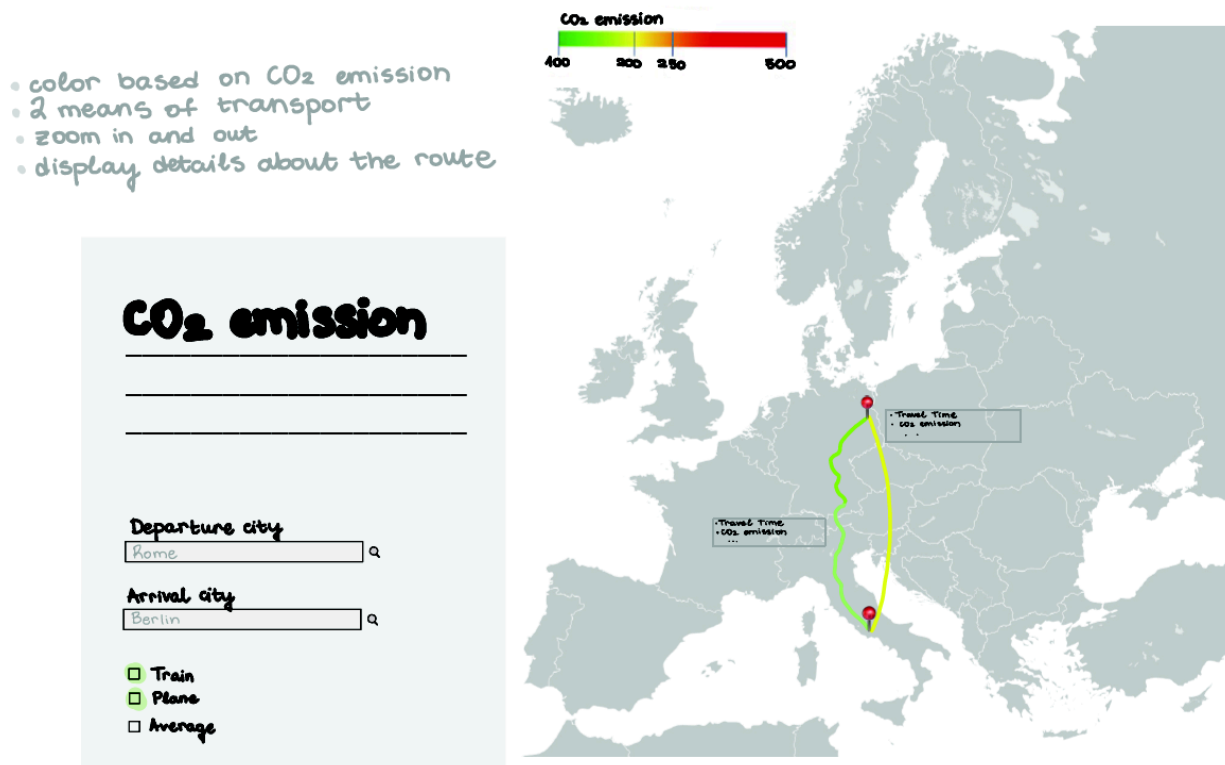 CO₂ emission
100 200 250 500
• color based on CO₂ emission
• 2 means of transport
• zoom in and out
• display details about the route
CO₂ emission
Departure city
Rome
Arrival city
Berlin
Train
Plane
Average
• Travel Time
• CO₂ emission
. .
• Travel Time
• CO₂ emission
...